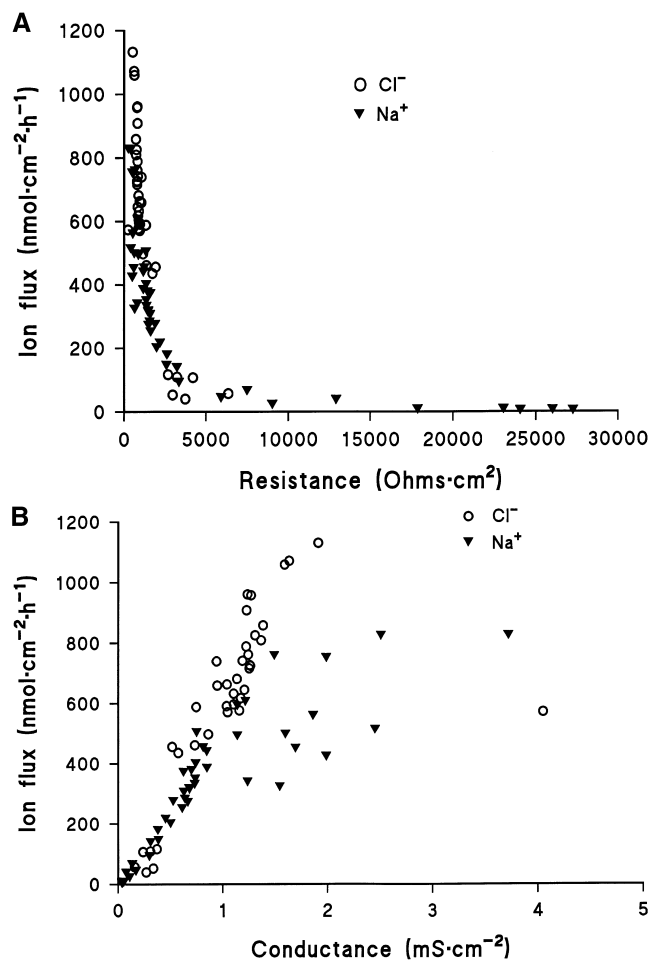 A
1200
1000
800
600
400
200
0
Ion flux (nmol·cm⁻²·h⁻¹)
Cl⁻
Na⁺
0 5000 10000 15000 20000 25000 30000
Resistance (Ohms·cm²)
B
1200
1000
800
600
400
200
0
Ion flux (nmol·cm⁻²·h⁻¹)
Cl⁻
Na⁺
0 1 2 3 4 5
Conductance (mS·cm⁻²)